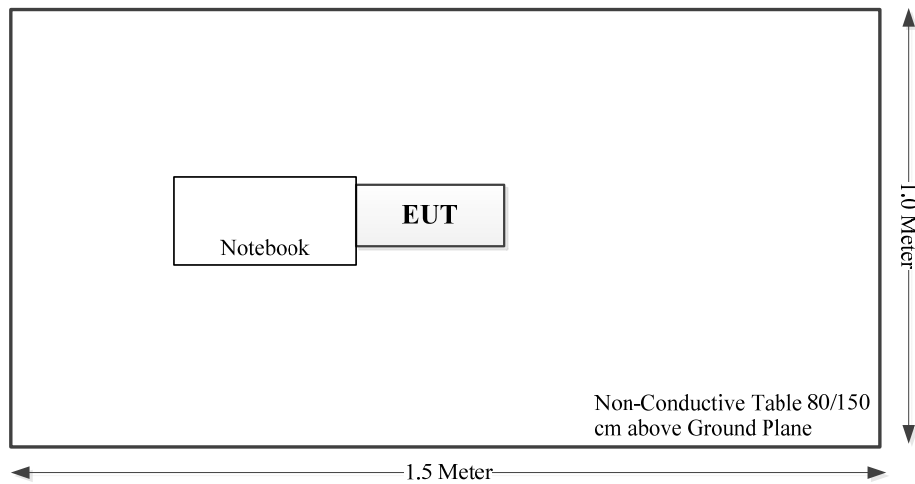 EUT
Notebook
1.0 Meter
Non-Conductive Table 80/150
cm above Ground Plane
1.5 Meter